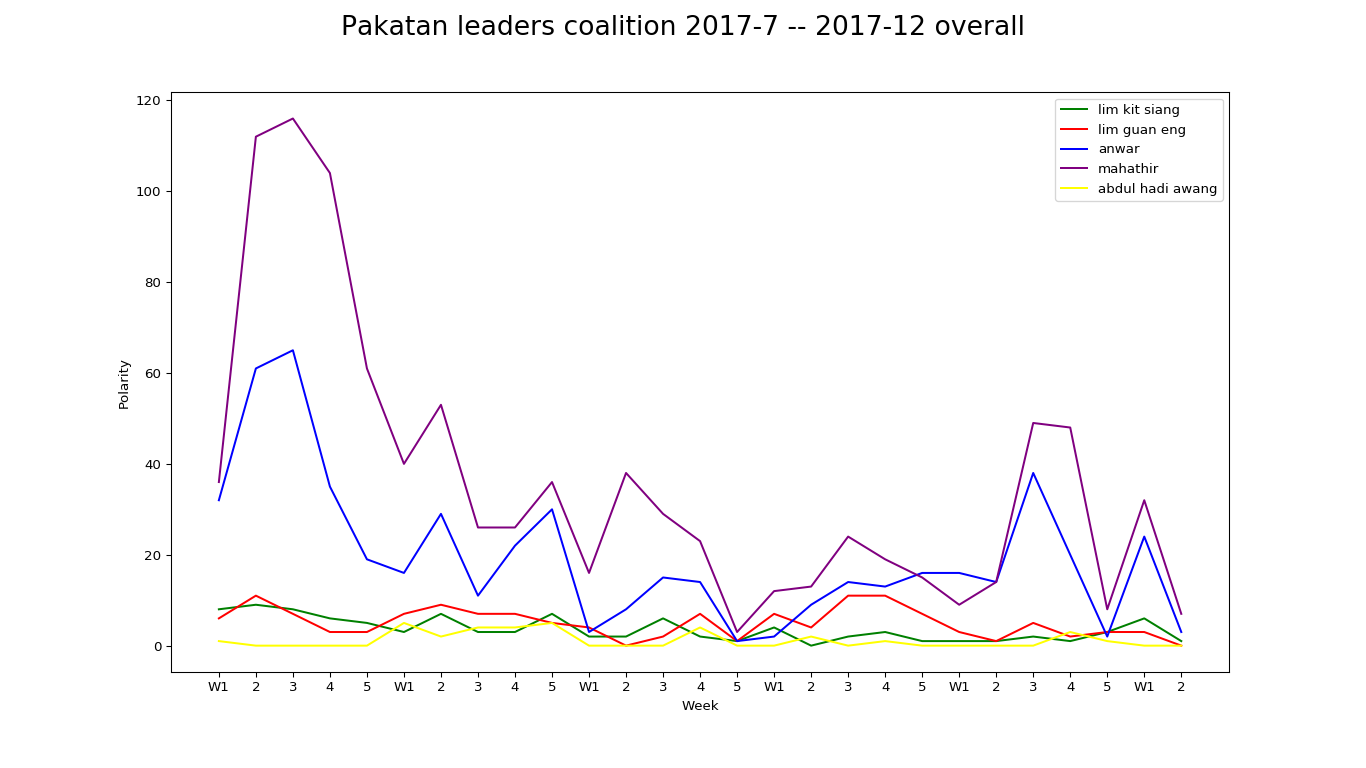 Pakatan leaders coalition 2017-7 -- 2017-12 overall
120
100
80
60
40
20
0
Polarity
lim kit siang
lim guan eng
anwar
mahathir
abdul hadi awang
W1 2 3 4 5 W1 2 3 4 5 W1 2 3 4 5 W1 2 3 4 5 W1 2 3 4 5 W1 2
Week